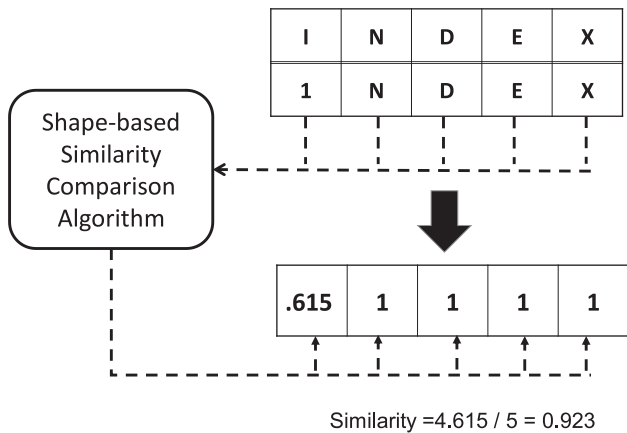 I N D E X
1 N D E X
Shape-based
Similarity
Comparison
Algorithm
.615 1 1 1 1
Similarity =4.615 / 5 = 0.923